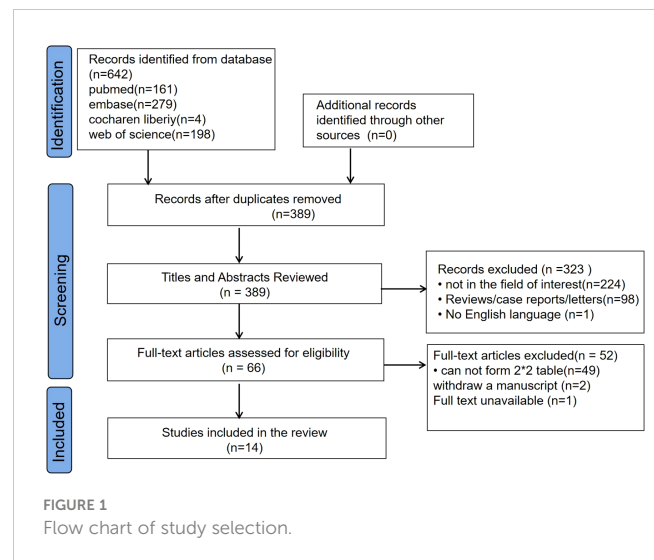 Identification
Records identified from database
(n=642)
pubmed(n=161)
embase(n=279)
cocharen liberiy(n=4)
web of science(n=198)
Additional records
identified through other
sources (n=0)
Screening
Records after duplicates removed
(n=389)
Titles and Abstracts Reviewed
(n = 389)
Records excluded (n =323 )
• not in the field of interest(n=224)
• Reviews/case reports/letters(n=98)
• No English language (n=1)
Full-text articles assessed for eligibility
(n = 66)
Full-text articles excluded(n = 52)
• can not form 2*2 table(n=49)
withdraw a manuscript (n=2)
Full text unavailable (n=1)
Included
Studies included in the review
(n=14)
FIGURE 1
Flow chart of study selection.